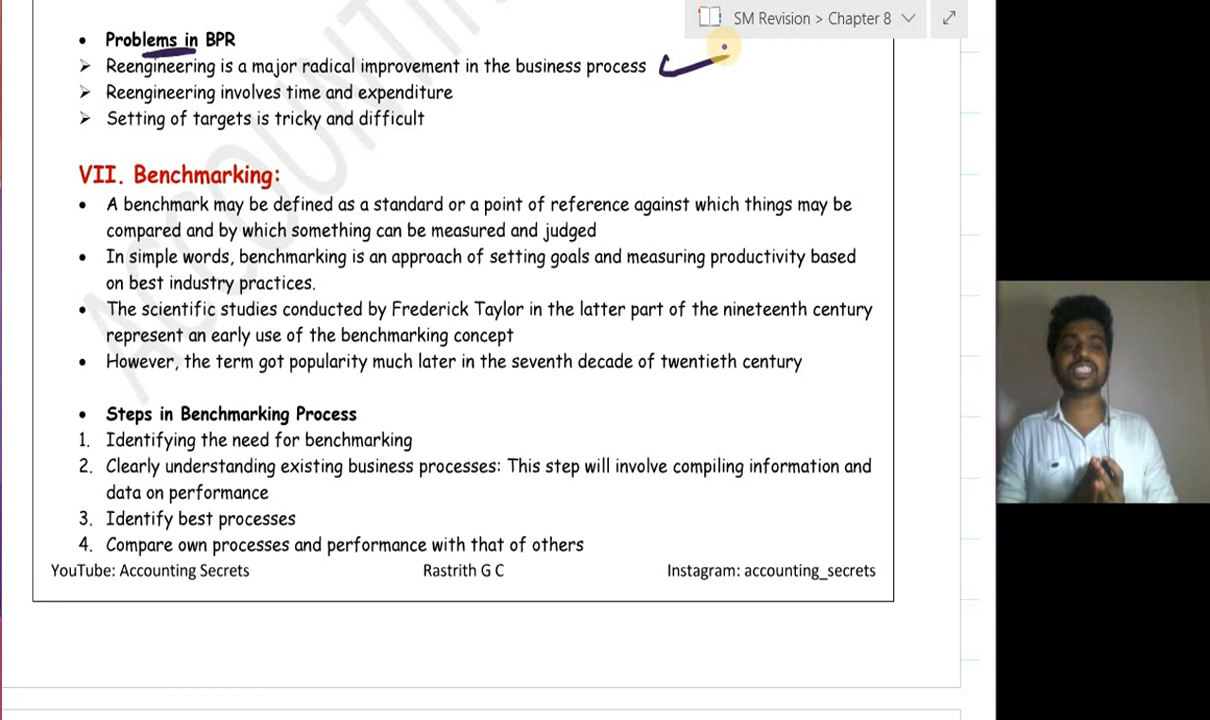 SM Revision > Chapter 8
• Problems in BPR
➢ Reengineering is a major radical improvement in the business process
➢ Reengineering involves time and expenditure
➢ Setting of targets is tricky and difficult
VII. Benchmarking:
• A benchmark may be defined as a standard or a point of reference against which things may be
compared and by which something can be measured and judged
• In simple words, benchmarking is an approach of setting goals and measuring productivity based
on best industry practices.
• The scientific studies conducted by Frederick Taylor in the latter part of the nineteenth century
represent an early use of the benchmarking concept
• However, the term got popularity much later in the seventh decade of twentieth century
• Steps in Benchmarking Process
1. Identifying the need for benchmarking
2. Clearly understanding existing business processes: This step will involve compiling information and
data on performance
3. Identify best processes
4. Compare own processes and performance with that of others
YouTube: Accounting Secrets Rastrith G C Instagram: accounting_secrets